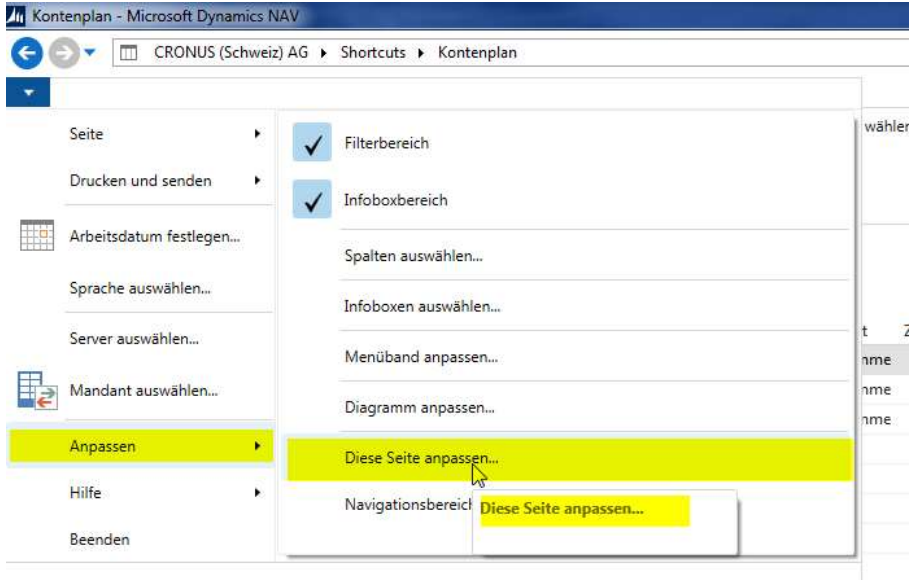 Kontenplan - Microsoft Dynamics NAV
CRONUS (Schweiz) AG Shortcuts Kontenplan
Seite
Drucken und senden
Arbeitsdatum festlegen...
Sprache auswählen...
Server auswählen...
Mandant auswählen...
Anpassen
Hilfe
Beenden
Filterbereich
Infoboxbereich
Spalten auswählen...
Infoboxen auswählen...
Menüband anpassen...
Diagramm anpassen...
Diese Seite anpassen...
Navigationsbereich
Diese Seite anpassen...